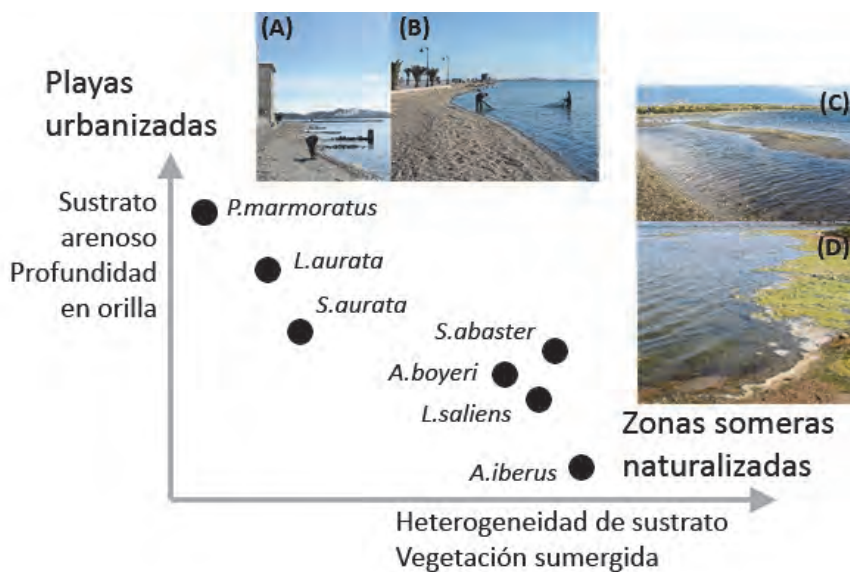 (A)
(B)
Playas
urbanizadas
(C)
Sustrato
arenoso
Profundidad
en orilla
P.marmoratus
L.aurata
S.aurata
(D)
S.abaster
A.boyeri
L.saliens
Zonas someras
naturalizadas
A.iberus
Heterogeneidad de sustrato
Vegetación sumergida